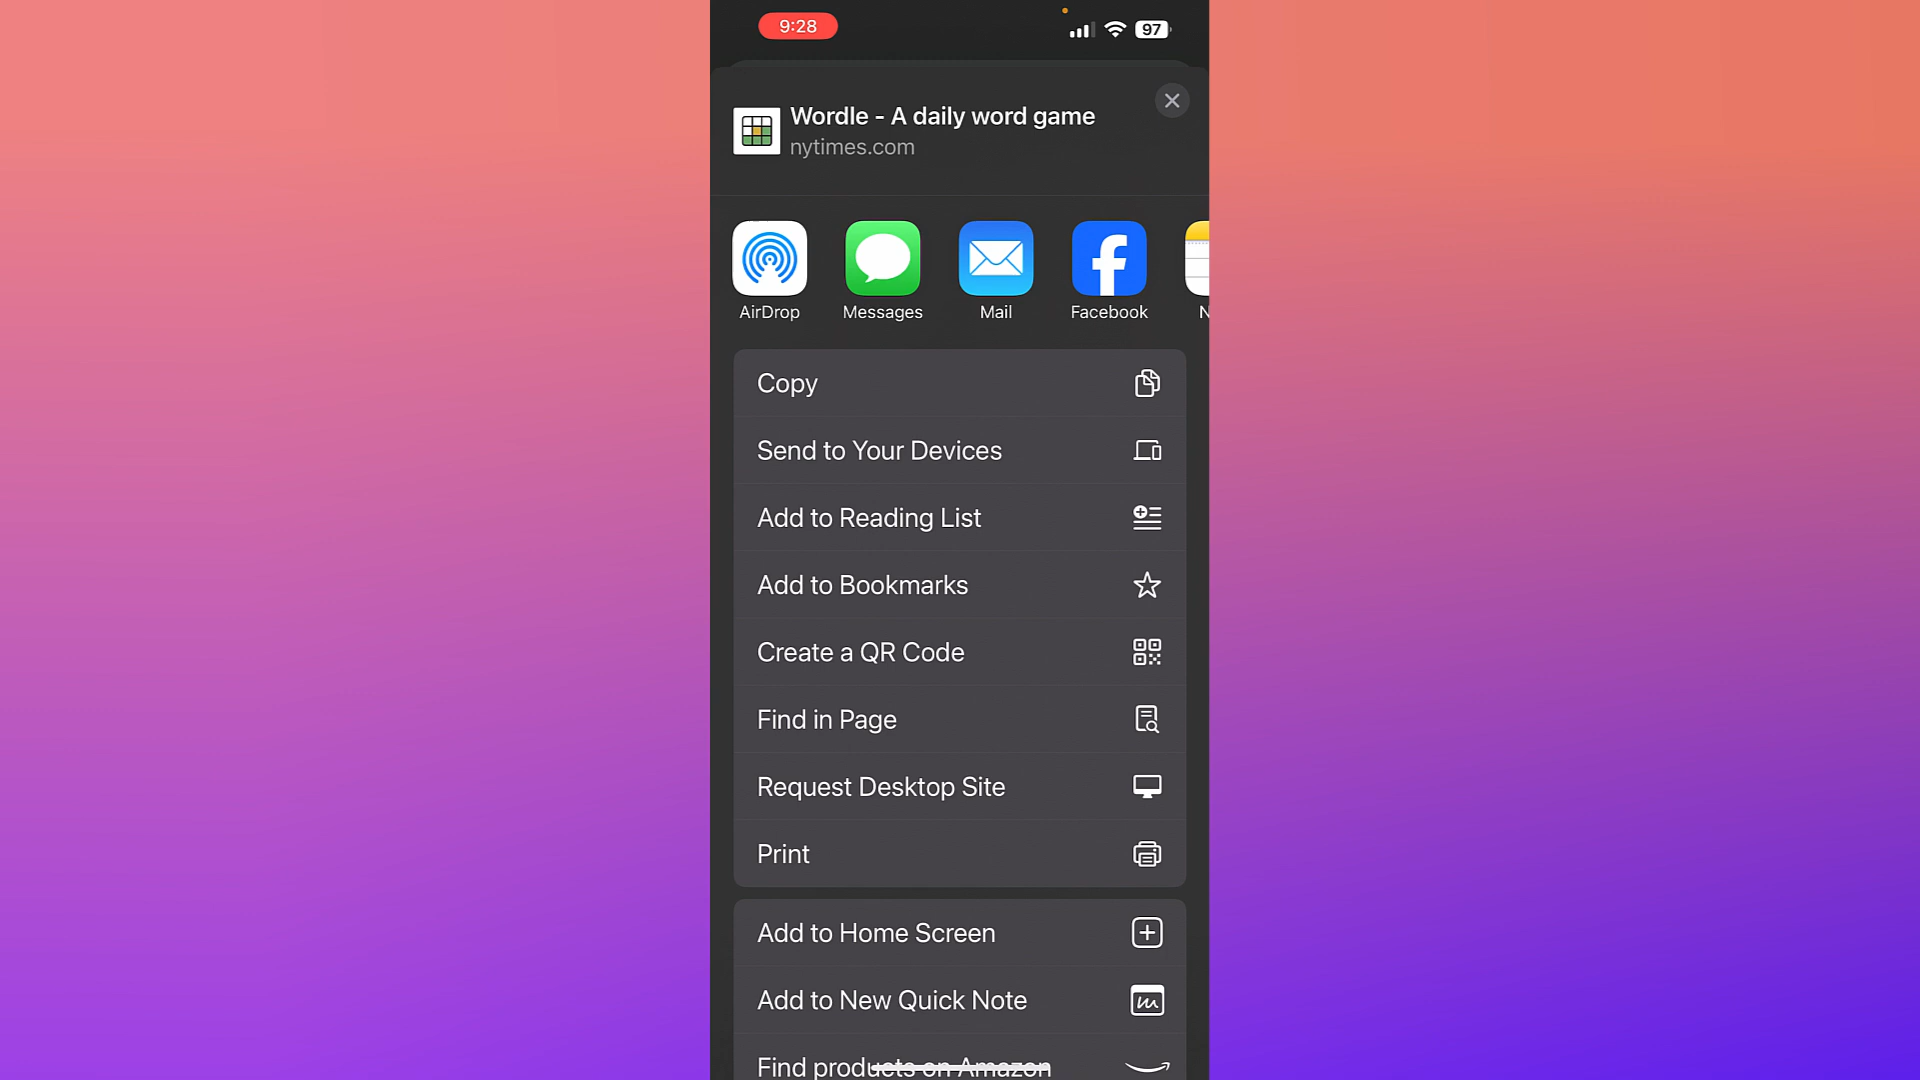 9:28
97
Wordle - A daily word game
nytimes.com
AirDrop
Messages
Mail
Facebook
N
Copy
Send to Your Devices
Add to Reading List
Add to Bookmarks
Create a QR Code
Find in Page
Request Desktop Site
Print
Add to Home Screen
Add to New Quick Note
Find products on Amazon